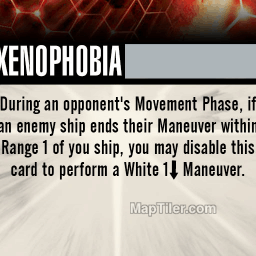 XENOPHOBIA
During an opponent's Movement Phase, if
an enemy ship ends their Maneuver within
Range 1 of you ship, you may disable this
card to perform a White 1⬇ Maneuver.
MapTiler.com